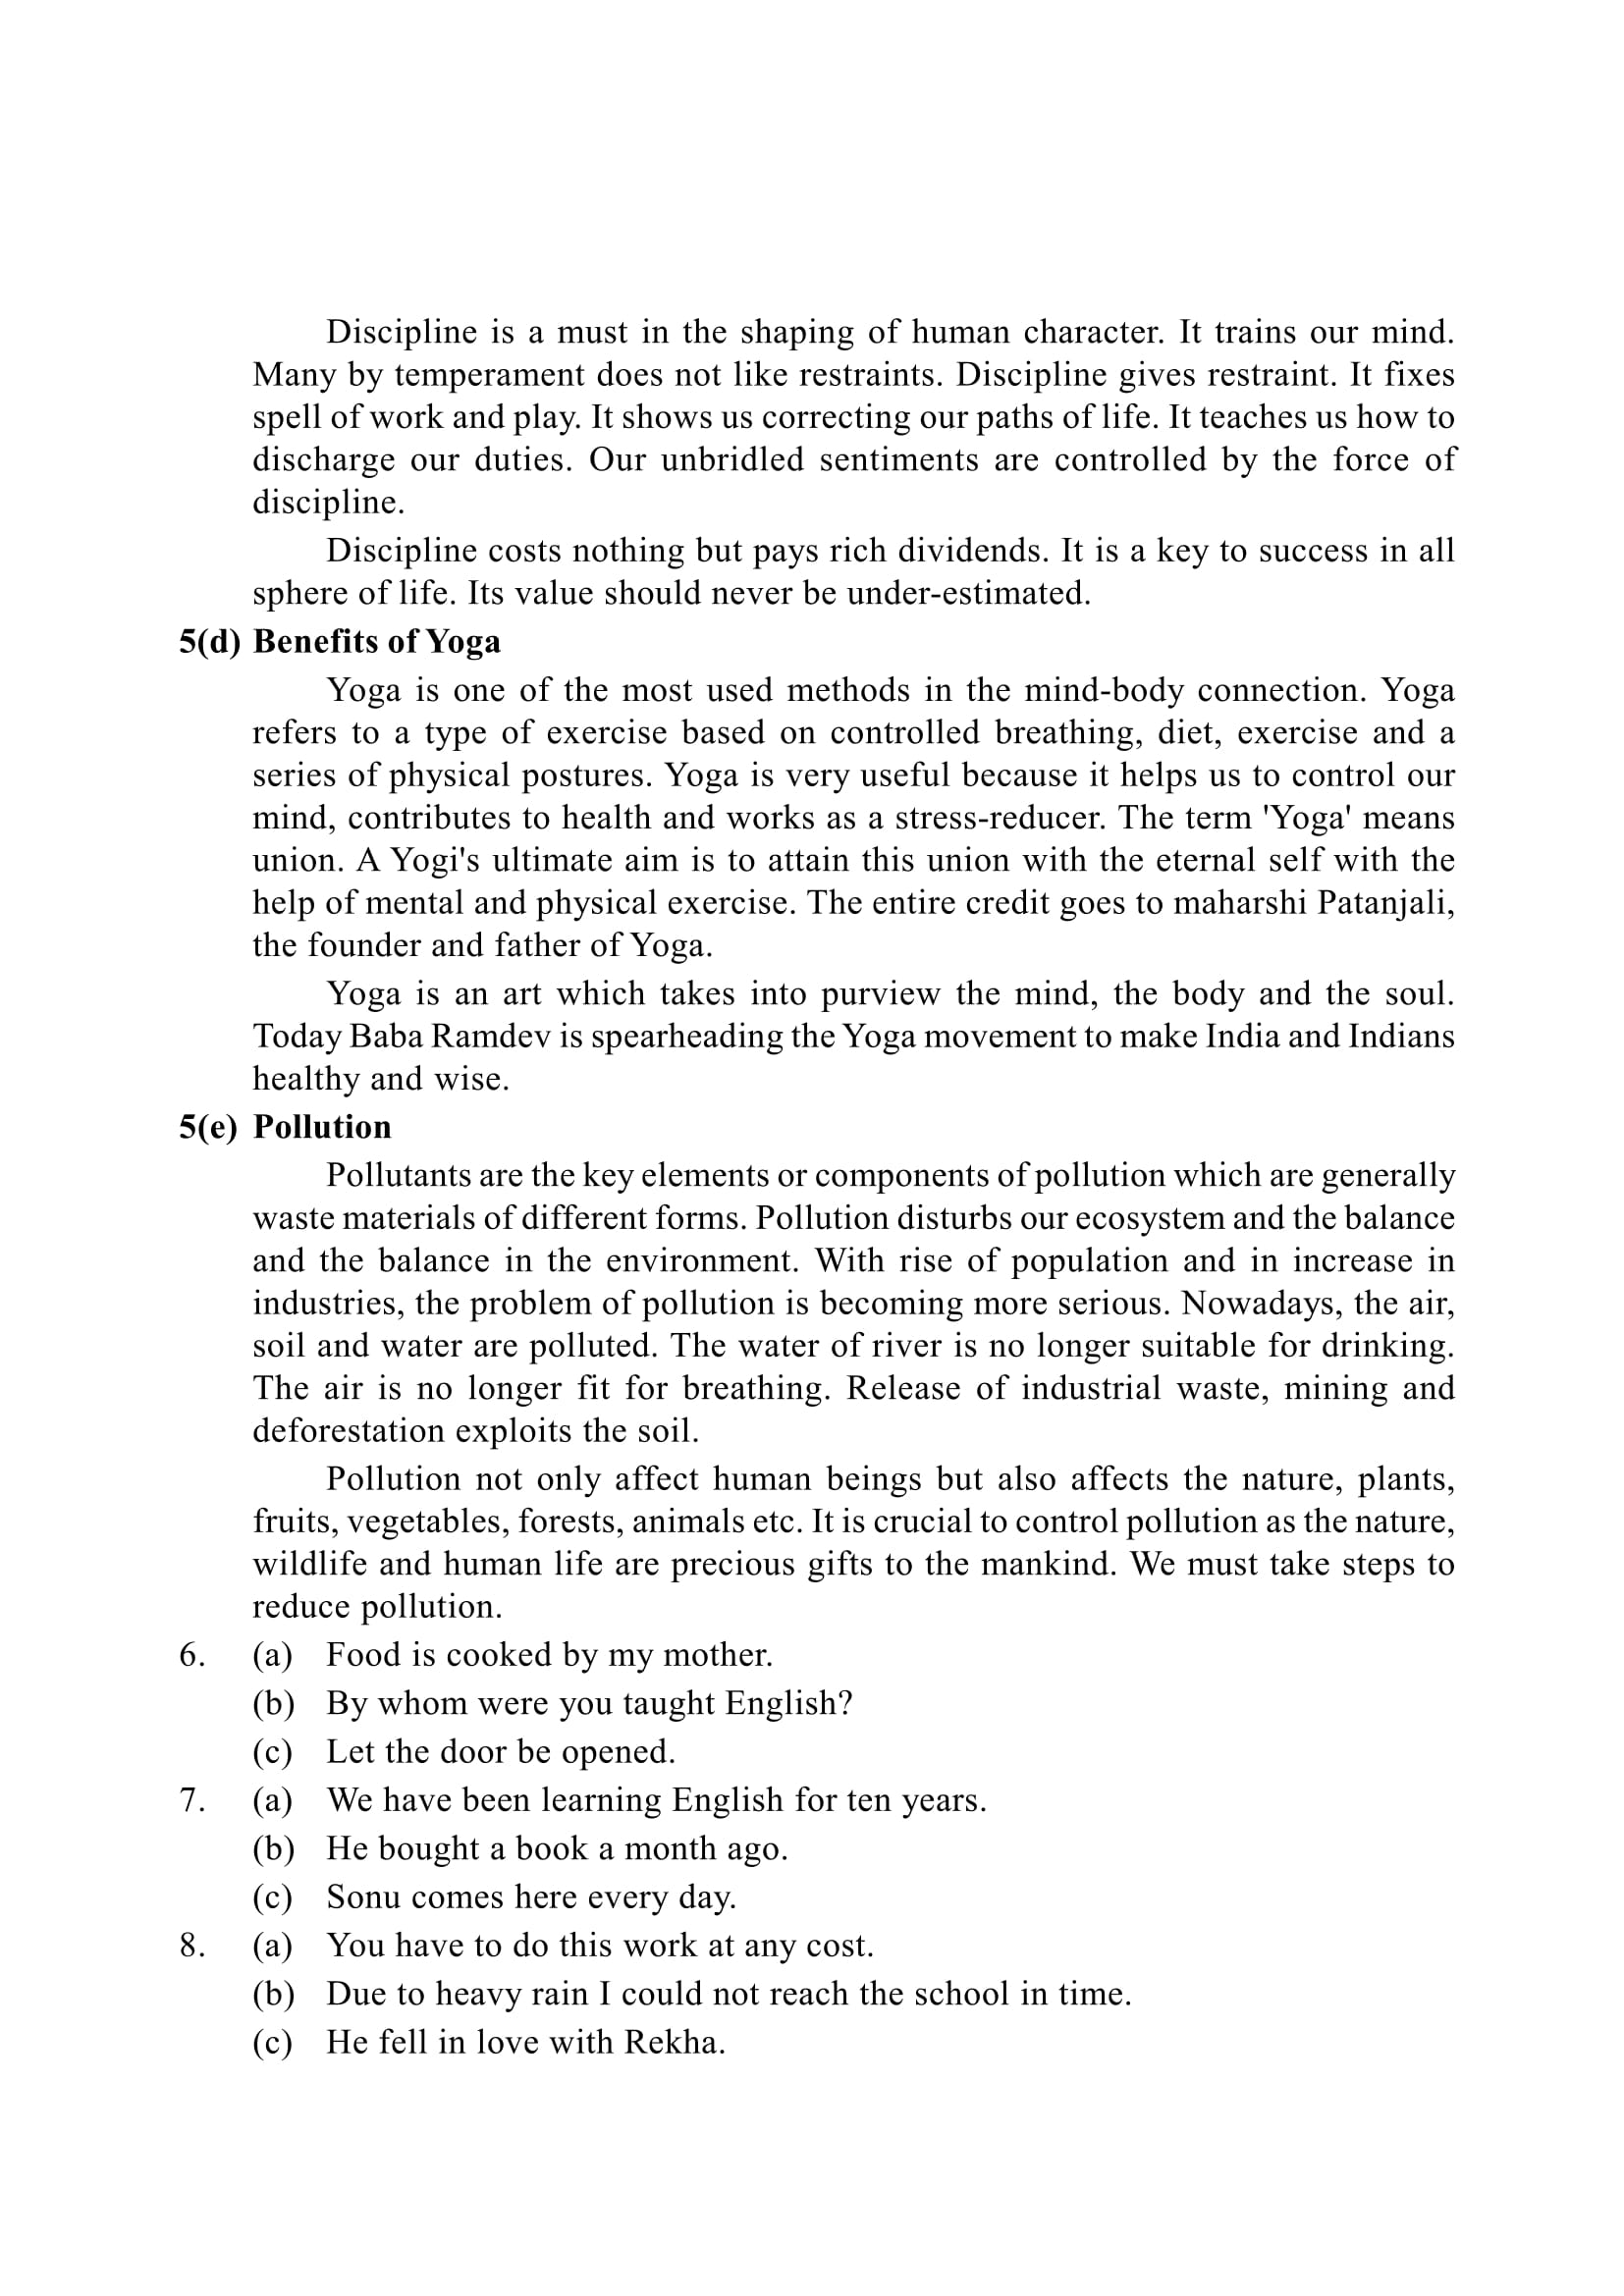 Discipline is a must in the shaping of human character. It trains our mind.
Many by temperament does not like restraints. Discipline gives restraint. It fixes
spell of work and play. It shows us correcting our paths of life. It teaches us how to
discharge our duties. Our unbridled sentiments are controlled by the force of
discipline.
Discipline costs nothing but pays rich dividends. It is a key to success in all
sphere of life. Its value should never be under-estimated.
5(d) Benefits of Yoga
Yoga is one of the most used methods in the mind-body connection. Yoga
refers to a type of exercise based on controlled breathing, diet, exercise and a
series of physical postures. Yoga is very useful because it helps us to control our
mind, contributes to health and works as a stress-reducer. The term 'Yoga' means
union. A Yogi's ultimate aim is to attain this union with the eternal self with the
help of mental and physical exercise. The entire credit goes to maharshi Patanjali,
the founder and father of Yoga.
Yoga is an art which takes into purview the mind, the body and the soul.
Today Baba Ramdev is spearheading the Yoga movement to make India and Indians
healthy and wise.
5(e) Pollution
Pollutants are the key elements or components of pollution which are generally
waste materials of different forms. Pollution disturbs our ecosystem and the balance
and the balance in the environment. With rise of population and in increase in
industries, the problem of pollution is becoming more serious. Nowadays, the air,
soil and water are polluted. The water of river is no longer suitable for drinking.
The air is no longer fit for breathing. Release of industrial waste, mining and
deforestation exploits the soil.
Pollution not only affect human beings but also affects the nature, plants,
fruits, vegetables, forests, animals etc. It is crucial to control pollution as the nature,
wildlife and human life are precious gifts to the mankind. We must take steps to
reduce pollution.
6. (a) Food is cooked by my mother.
(b) By whom were you taught English?
(c) Let the door be opened.
7. (a) We have been learning English for ten years.
(b) He bought a book a month ago.
(c) Sonu comes here every day.
8. (a) You have to do this work at any cost.
(b) Due to heavy rain I could not reach the school in time.
(c) He fell in love with Rekha.